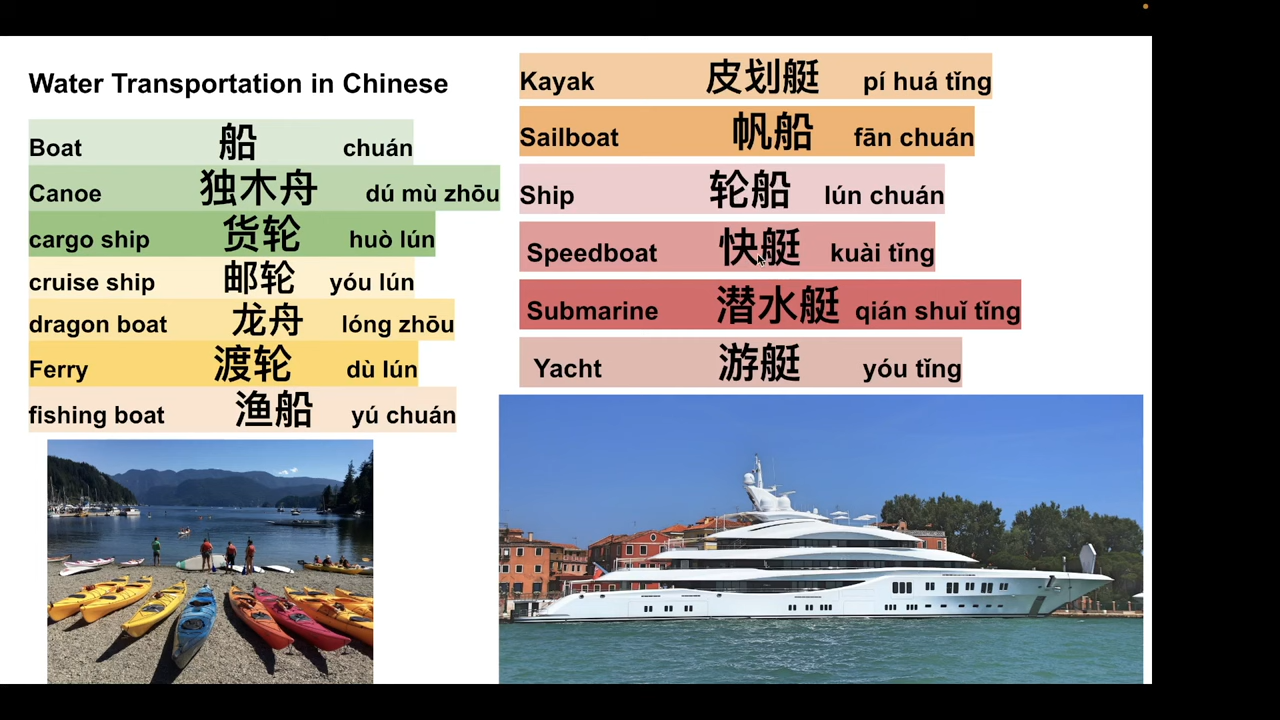 Water Transportation in Chinese
Boat 船 chuán
Canoe 独木舟 dú mù zhōu
cargo ship 货轮 huò lún
cruise ship 邮轮 yóu lún
dragon boat 龙舟 lóng zhōu
Ferry 渡轮 dù lún
fishing boat 渔船 yú chuán
Kayak 皮划艇 pí huá tǐng
Sailboat 帆船 fān chuán
Ship 轮船 lún chuán
Speedboat 快艇 kuài tǐng
Submarine 潜水艇 qián shuǐ tǐng
Yacht 游艇 yóu tǐng